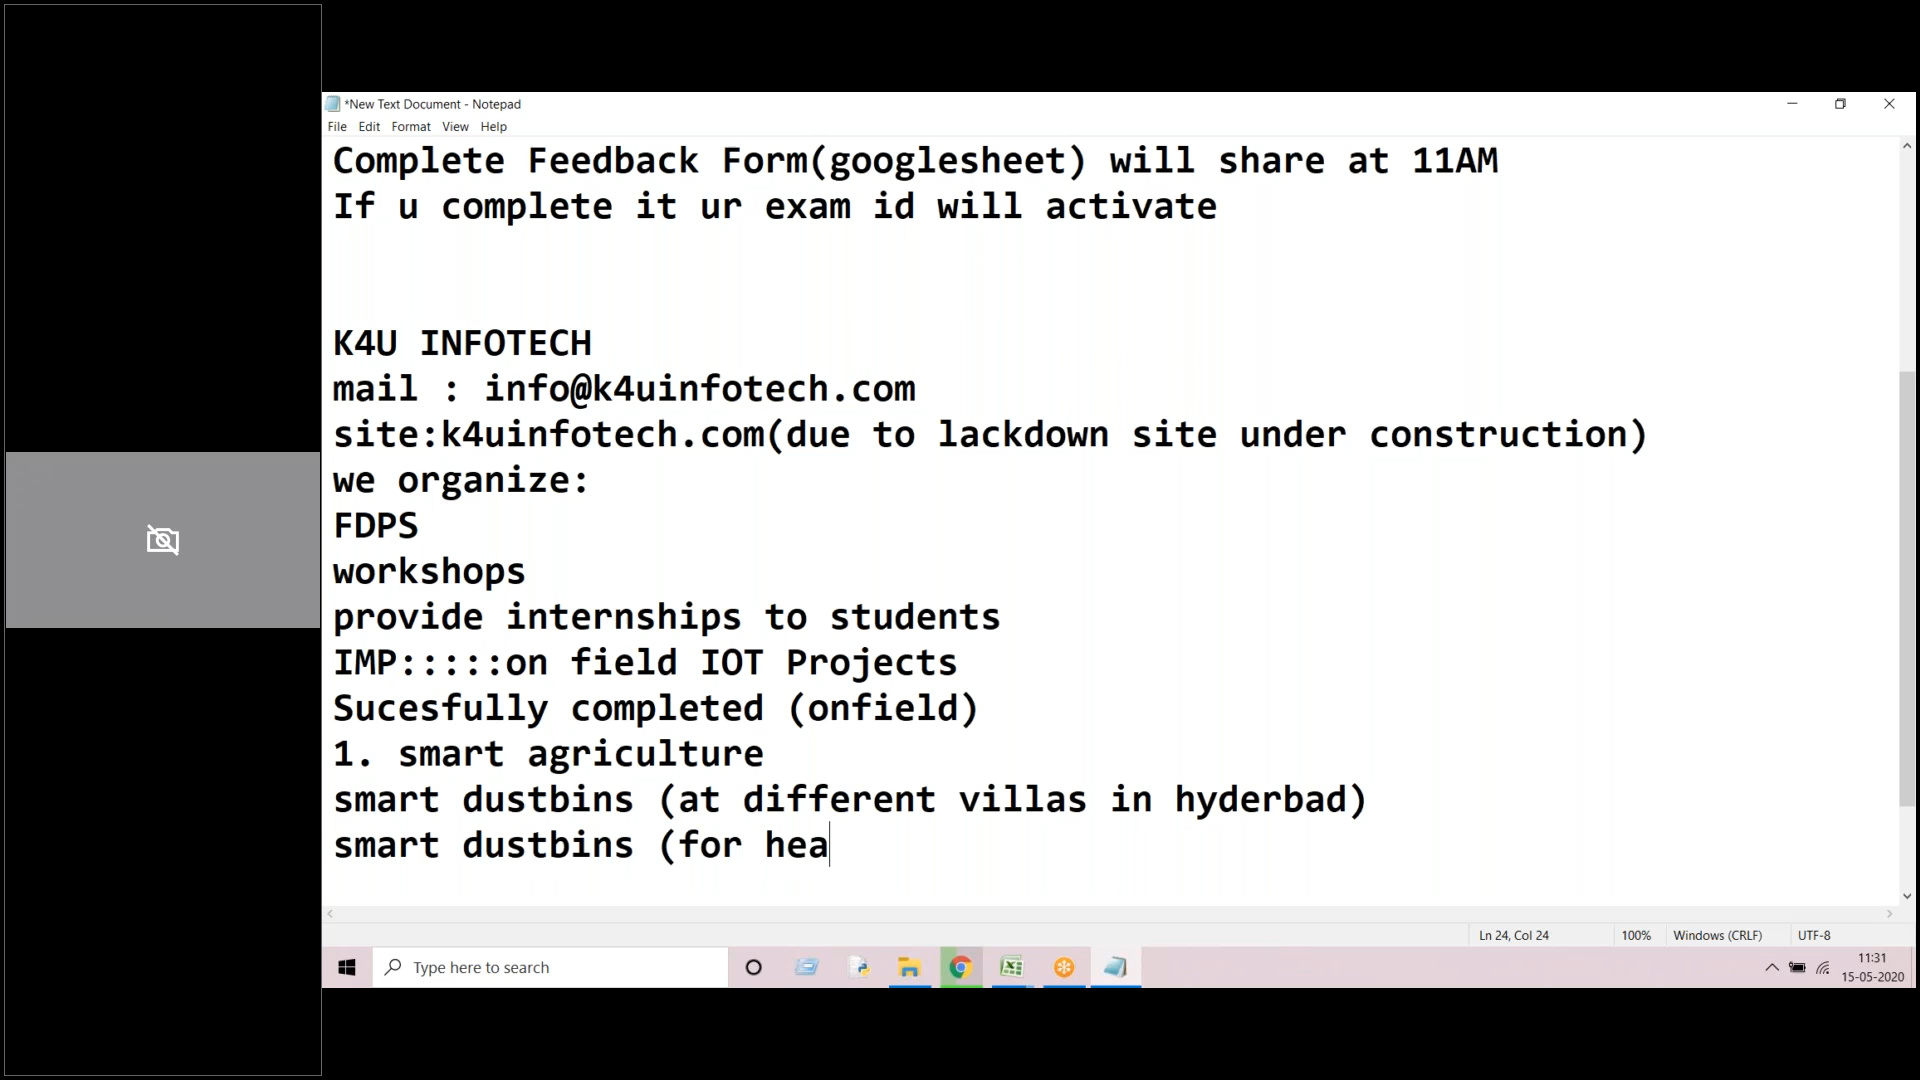 *New Text Document - Notepad
File Edit Format View Help
Complete Feedback Form(googlesheet) will share at 11AM
If u complete it ur exam id will activate
K4U INFOTECH
mail : info@k4uinfotech.com
site:k4uinfotech.com(due to lackdown site under construction)
we organize:
FDPS
workshops
provide internships to students
IMP:::::on field IOT Projects
Sucesfully completed (onfield)
1. smart agriculture
smart dustbins (at different villas in hyderbad)
smart dustbins (for hea
Ln 24, Col 24 100% Windows (CRLF) UTF-8
Type here to search
11:31
15-05-2020